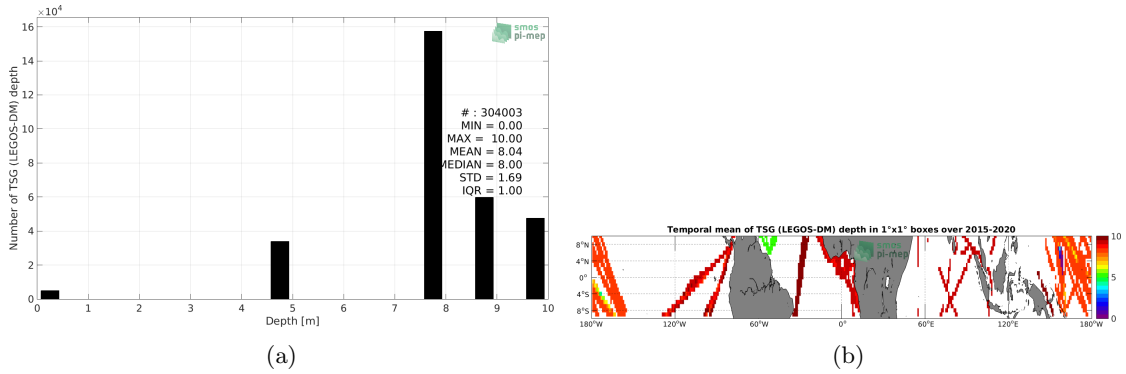 ×10⁴
16
14
12
10
8
6
4
2
0
Number of TSG (LEGOS-DM) depth
smos
pi-mep
# : 304003
MIN = 0.00
MAX = 10.00
MEAN = 8.04
MEDIAN = 8.00
STD = 1.69
IQR = 1.00
0 1 2 3 4 5 6 7 8 9 10
Depth [m]
(a)
Temporal mean of TSG (LEGOS-DM) depth in 1°x1° boxes over 2015-2020
smos
pi-mep
8°N
4°N
0°
4°S
8°S
180°W 120°W 60°W 0° 60°E 120°E 180°W
10
8
6
4
2
0
(b)